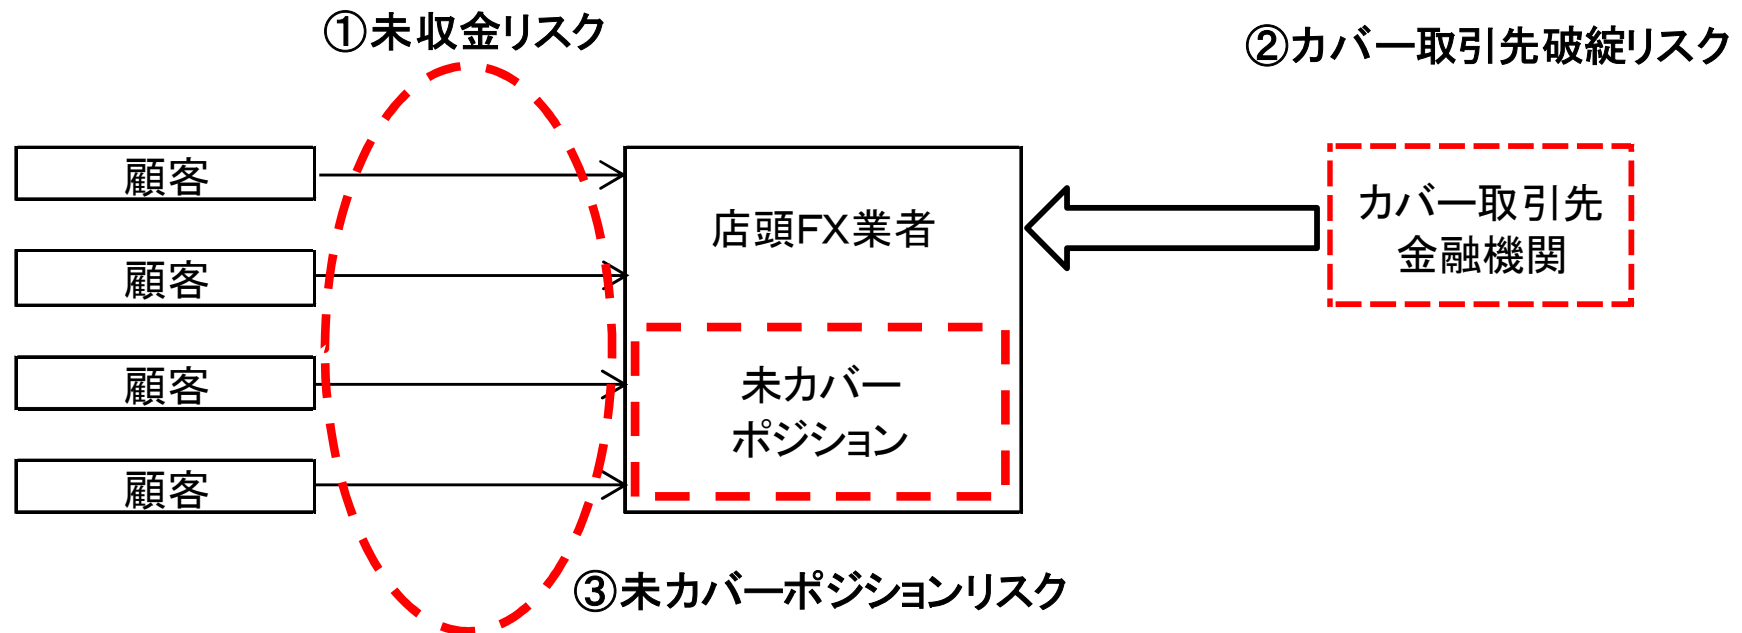 ①未収金リスク
②カバー取引先破綻リスク
顧客
顧客
顧客
顧客
店頭FX業者
未カバー
ポジション
カバー取引先
金融機関
③未カバーポジションリスク